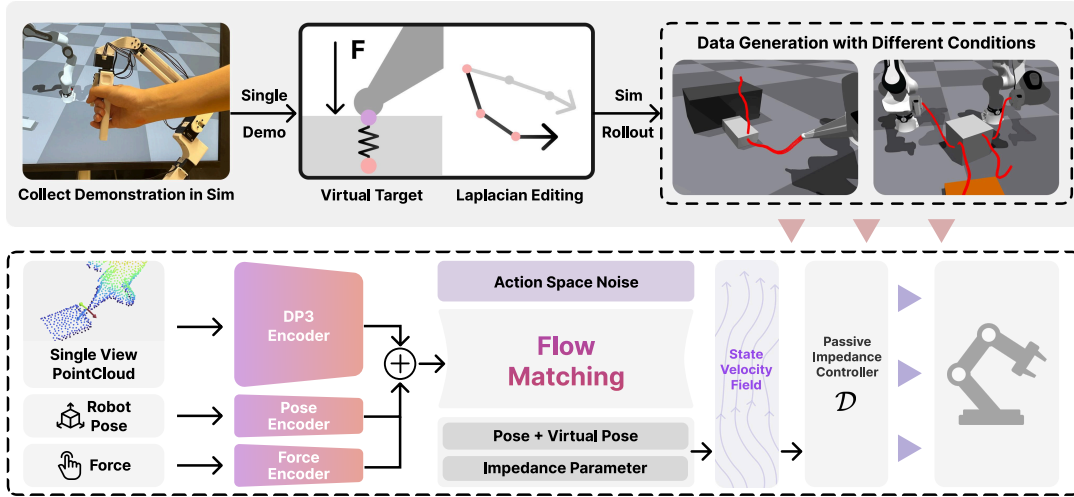 Collect Demonstration in Sim
Single
Demo
F
Virtual Target
Laplacian Editing
Sim
Rollout
Data Generation with Different Conditions
Single View
PointCloud
Robot
Pose
Force
DP3
Encoder
Pose
Encoder
Force
Encoder
Action Space Noise
Flow
Matching
Pose + Virtual Pose
Impedance Parameter
State
Velocity
Field
Passive
Impedance
Controller
𝒟